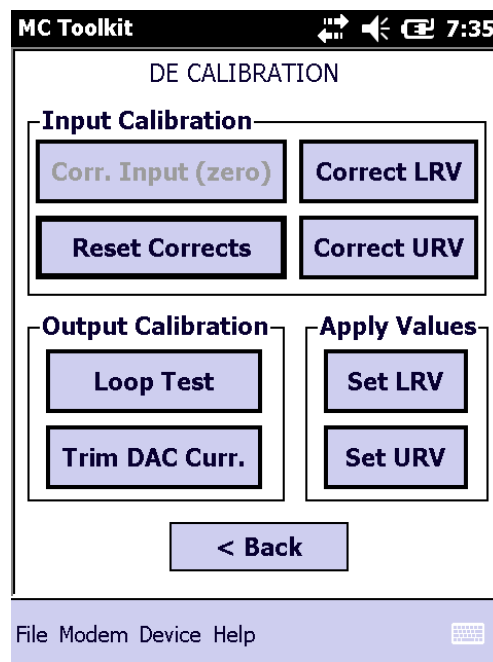 MC Toolkit 7:35
DE CALIBRATION
Input Calibration
Corr. Input (zero) Correct LRV
Reset Corrects Correct URV
Output Calibration Apply Values
Loop Test Set LRV
Trim DAC Curr. Set URV
< Back
File Modem Device Help